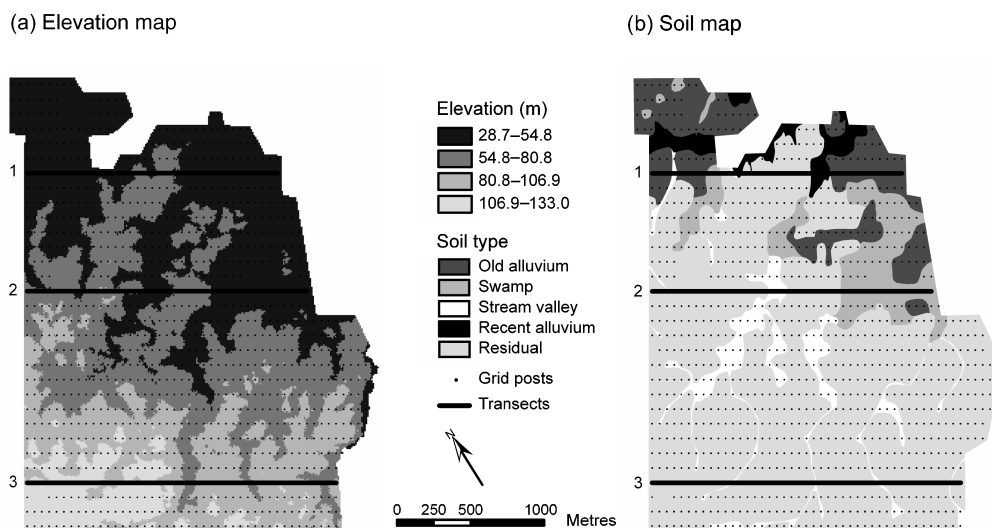 (a) Elevation map
(b) Soil map
Elevation (m)
28.7–54.8
54.8–80.8
80.8–106.9
106.9–133.0
Soil type
Old alluvium
Swamp
Stream valley
Recent alluvium
Residual
Grid posts
Transects
N
0 250 500 1000
Metres
1
2
3
1
2
3